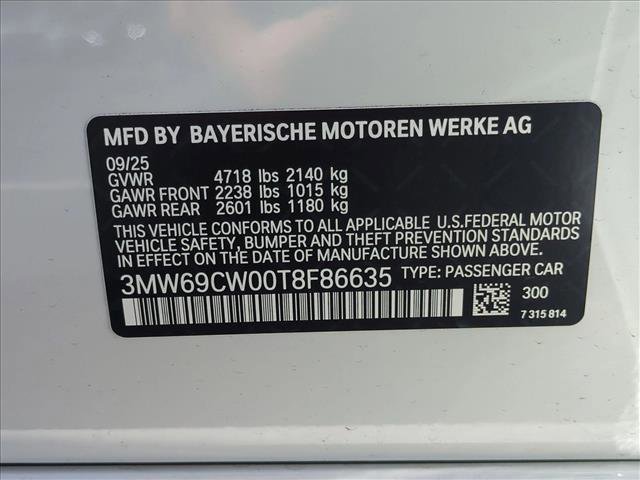 MFD BY BAYERISCHE MOTOREN WERKE AG
09/25
GVWR 4718 lbs 2140 kg
GAWR FRONT 2238 lbs 1015 kg
GAWR REAR 2601 lbs 1180 kg
THIS VEHICLE CONFORMS TO ALL APPLICABLE U.S.FEDERAL MOTOR
VEHICLE SAFETY, BUMPER AND THEFT PREVENTION STANDARDS
IN EFFECT ON THE DATE OF MANUFACTURE SHOWN ABOVE.
3MW69CW00T8F86635 TYPE: PASSENGER CAR
300
7 315 814